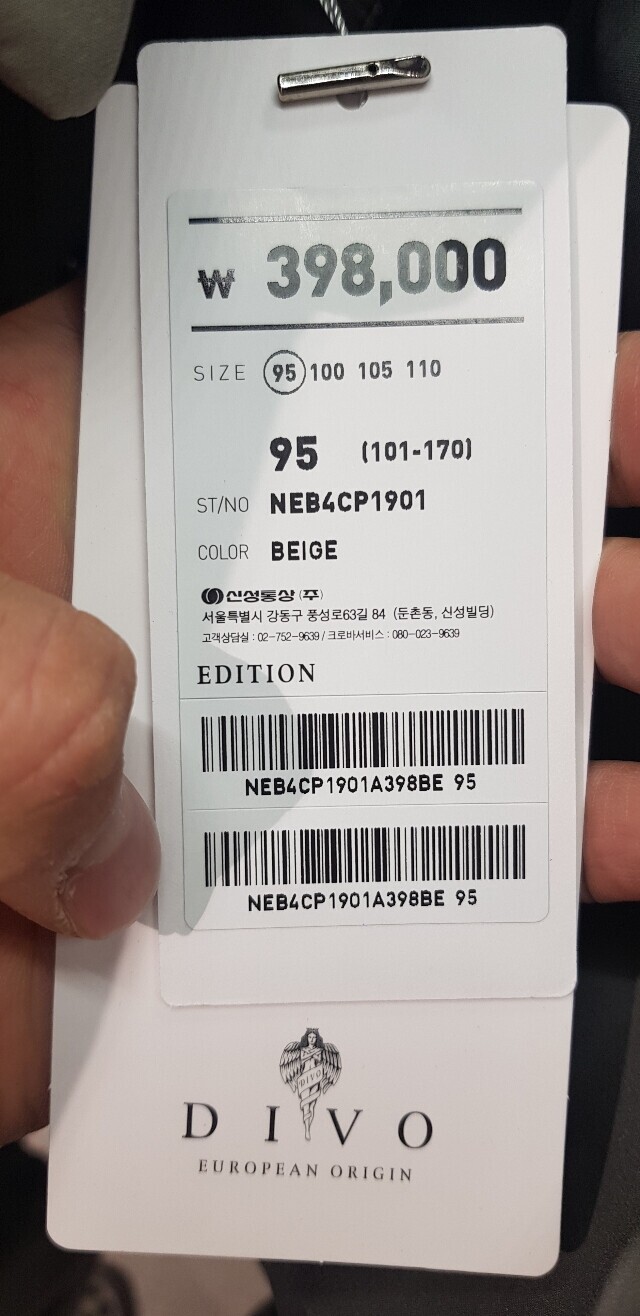 ₩ 398,000
SIZE 95 100 105 110
95 (101-170)
ST/NO NEB4CP1901
COLOR BEIGE
신성통상 (주)
서울특별시 강동구 풍성로63길 84 (둔촌동, 신성빌딩)
고객상담실 : 02-752-9639 / 크로바서비스 : 080-023-9639
EDITION
NEB4CP1901A398BE 95
NEB4CP1901A398BE 95
DIVO
DIVO
EUROPEAN ORIGIN